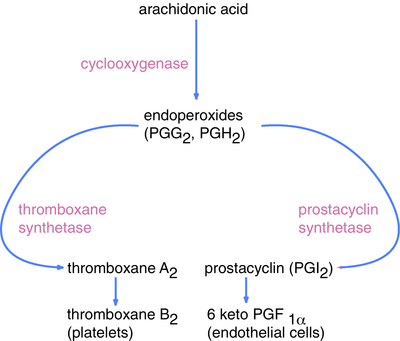 arachidonic acid
cyclooxygenase
endoperoxides
(PGG2, PGH2)
thromboxane
synthetase
prostacyclin
synthetase
thromboxane A2
prostacyclin (PGI2)
thromboxane B2
(platelets)
6 keto PGF 1α
(endothelial cells)